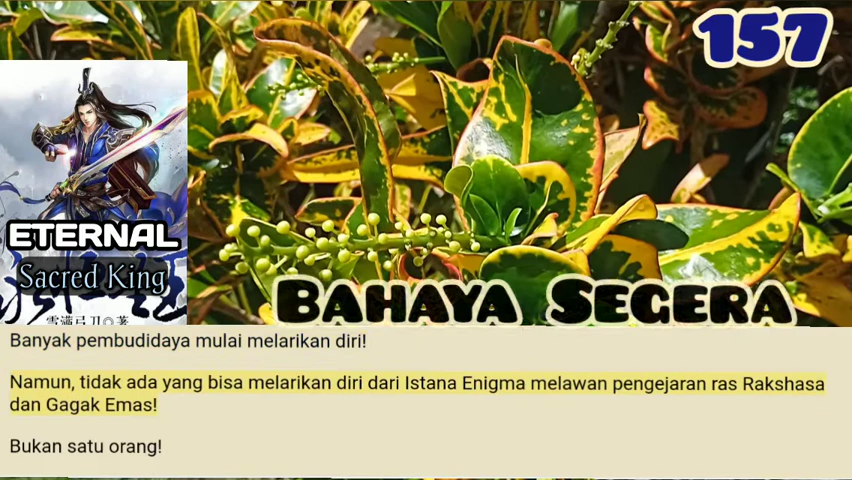 157
ETERNAL
Sacred King
BAHAYA SEGERA
Banyak pembudidaya mulai melarikan diri!
Namun, tidak ada yang bisa melarikan diri dari Istana Enigma melawan pengejaran ras Rakshasa
dan Gagak Emas!
Bukan satu orang!